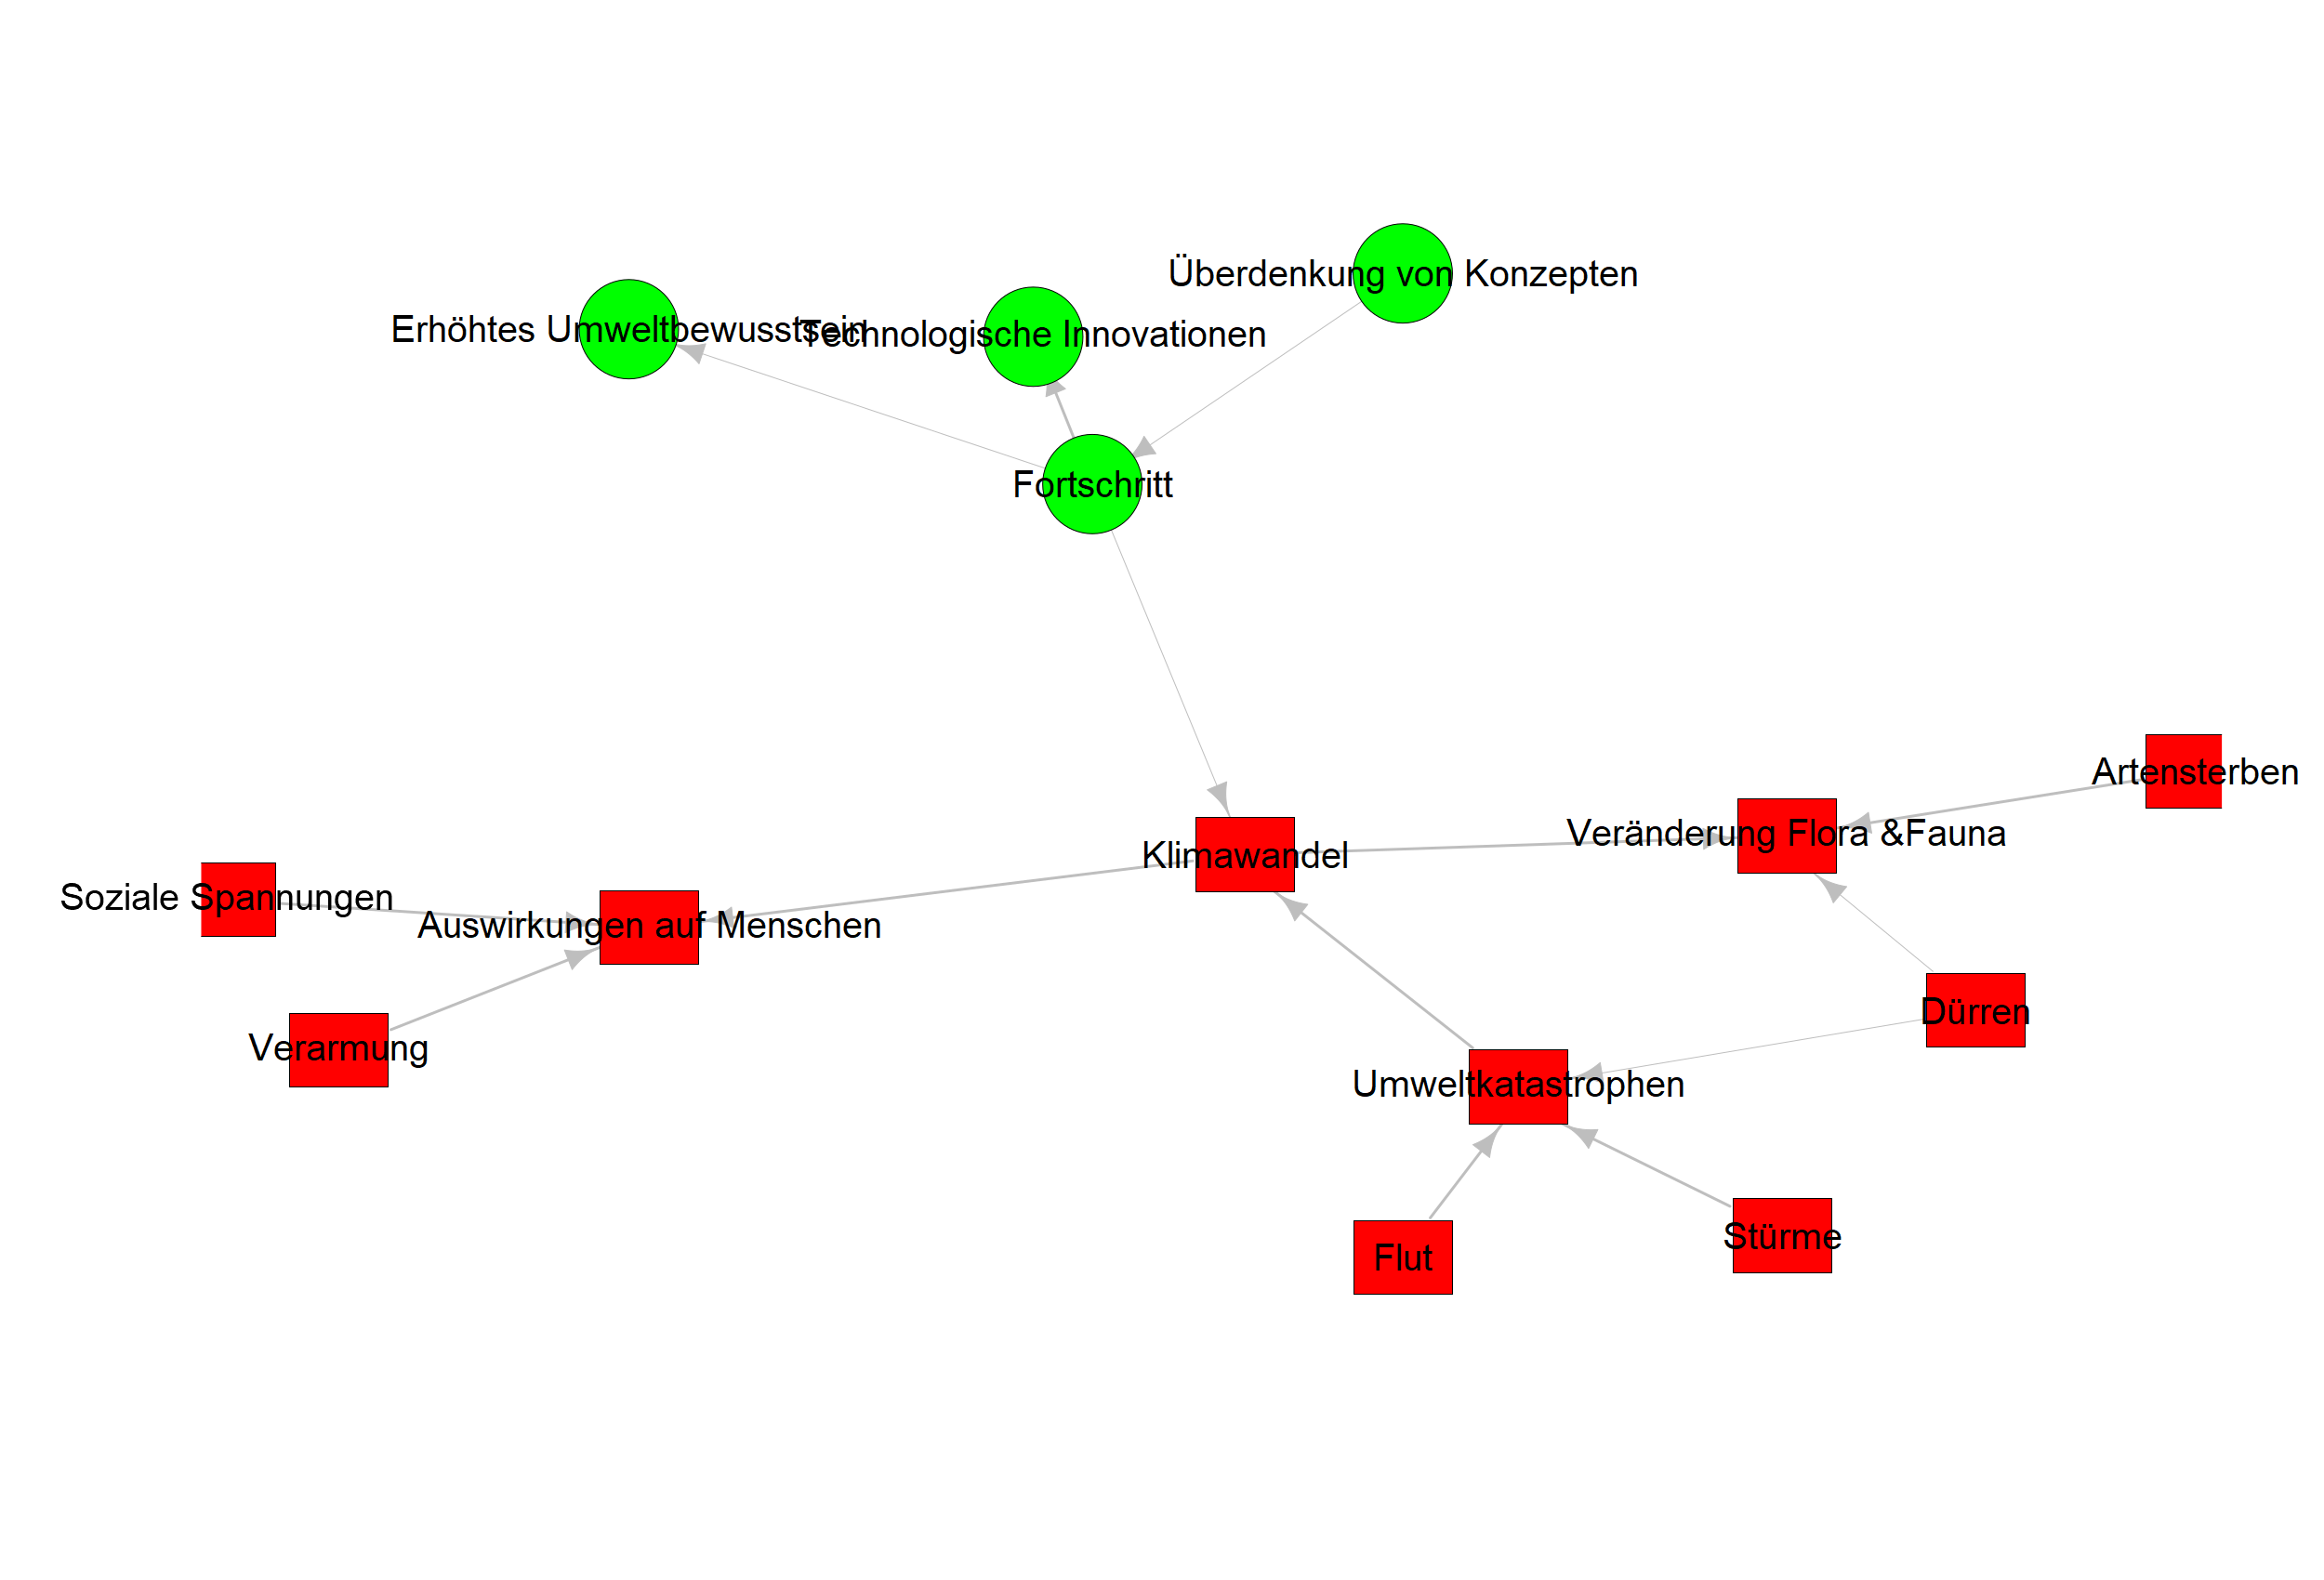 Überdenkung von Konzepten
Erhöhtes Umweltbewusstsein
Technologische Innovationen
Fortschritt
Artensterben
Veränderung Flora &Fauna
Klimawandel
Soziale Spannungen
Auswirkungen auf Menschen
Dürren
Verarmung
Umweltkatastrophen
Stürme
Flut